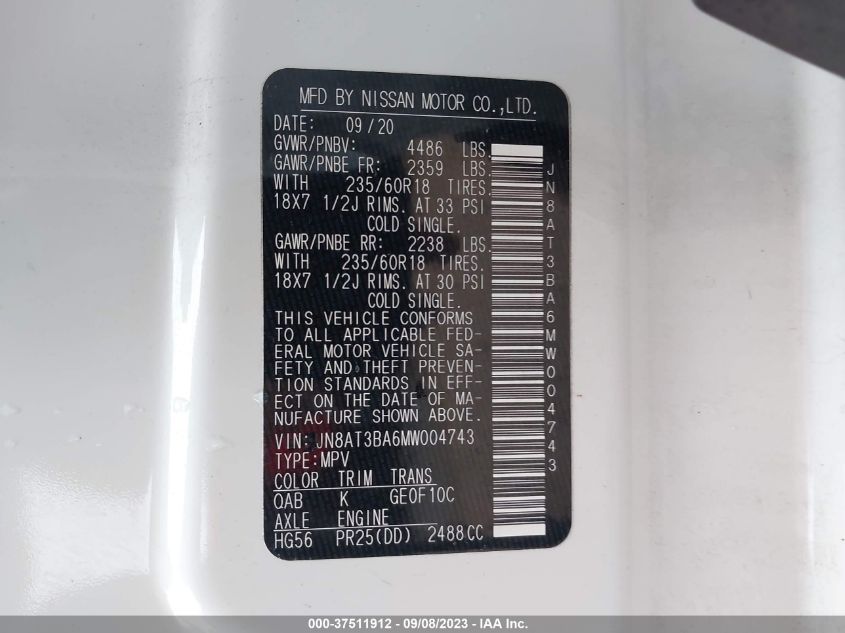 MFD BY NISSAN MOTOR CO.,LTD.
DATE: 09/20
GVWR/PNBV: 4486 LBS.
GAWR/PNBE FR: 2359 LBS.
WITH 235/60R18 TIRES.
18X7 1/2J RIMS. AT 33 PSI
COLD SINGLE.
GAWR/PNBE RR: 2238 LBS.
WITH 235/60R18 TIRES.
18X7 1/2J RIMS. AT 30 PSI
COLD SINGLE.
THIS VEHICLE CONFORMS
TO ALL APPLICABLE FED-
ERAL MOTOR VEHICLE SA-
FETY AND THEFT PREVEN-
TION STANDARDS IN EFF-
ECT ON THE DATE OF MA-
NUFACTURE SHOWN ABOVE.
VIN: JN8AT3BA6MW004743
TYPE:MPV
COLOR TRIM TRANS
QAB K GE0F10C
AXLE ENGINE
HG56 PR25(DD) 2488CC
JN8AT3BA6MW004743
000-37511912 - 09/08/2023 - IAA Inc.